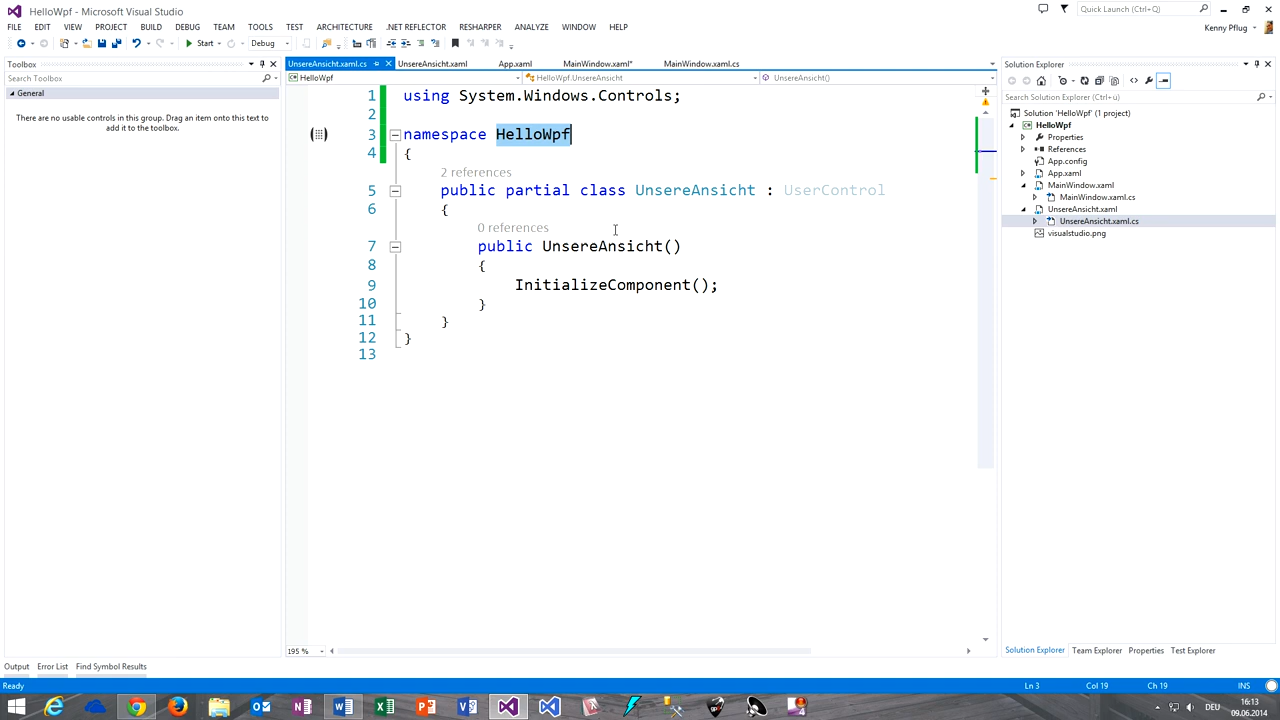 HelloWpf - Microsoft Visual Studio
Quick Launch (Ctrl+Q)
FILE EDIT VIEW PROJECT BUILD DEBUG TEAM TOOLS TEST ARCHITECTURE .NET REFLECTOR RESHARPER ANALYZE WINDOW HELP
Kenny Pflug
Start Debug
Toolbox
Search Toolbox
General
There are no usable controls in this group. Drag an item onto this text to
add it to the toolbox.
UnsereAnsicht.xaml.cs UnsereAnsicht.xaml App.xaml MainWindow.xaml* MainWindow.xaml.cs
HelloWpf HelloWpf.UnsereAnsicht UnsereAnsicht()
1 using System.Windows.Controls;
2
3 namespace HelloWpf
4 {
2 references
5 public partial class UnsereAnsicht : UserControl
6 {
0 references
7 public UnsereAnsicht()
8 {
9 InitializeComponent();
10 }
11 }
12 }
13
195 %
Solution Explorer
Search Solution Explorer (Ctrl+ü)
Solution 'HelloWpf' (1 project)
HelloWpf
Properties
References
App.config
App.xaml
MainWindow.xaml
MainWindow.xaml.cs
UnsereAnsicht.xaml
UnsereAnsicht.xaml.cs
visualstudio.png
Solution Explorer Team Explorer Properties Test Explorer
Output Error List Find Symbol Results
Ready Ln 3 Col 19 Ch 19 INS
DEU
16:13
09.06.2014